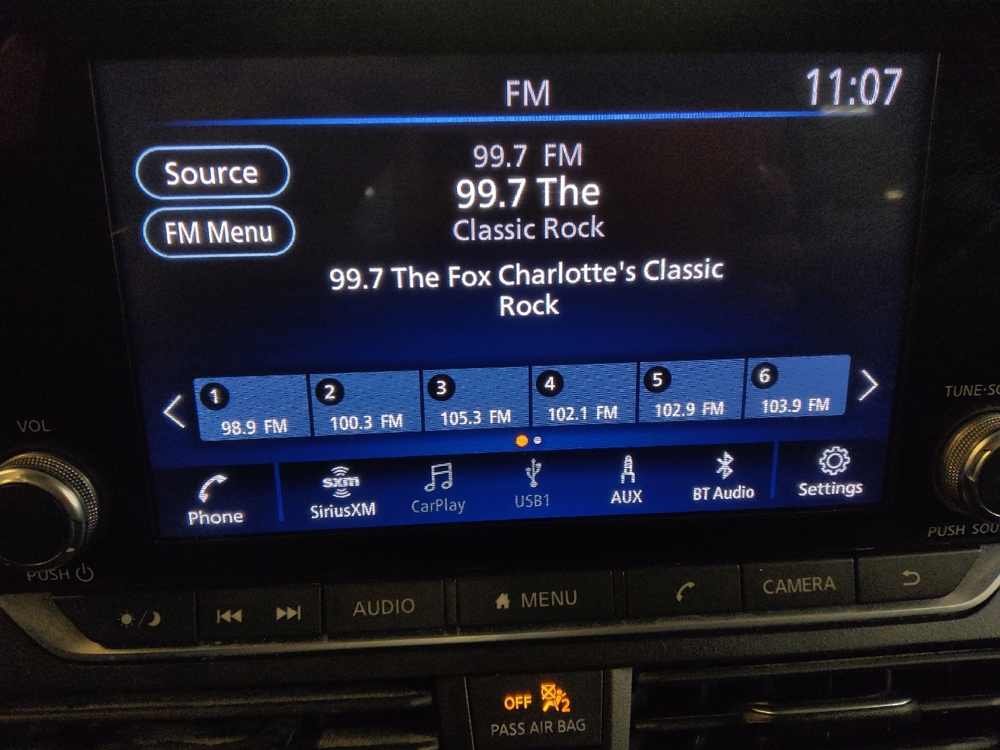 FM
11:07
Source
FM Menu
99.7 FM
99.7 The
Classic Rock
99.7 The Fox Charlotte's Classic
Rock
1
98.9 FM
2
100.3 FM
3
105.3 FM
4
102.1 FM
5
102.9 FM
6
103.9 FM
VOL
TUNE·SC
Phone
sxm
SiriusXM
CarPlay
USB1
AUX
BT Audio
Settings
PUSH
PUSH SOU
AUDIO
MENU
CAMERA
OFF
2
PASS AIR BAG